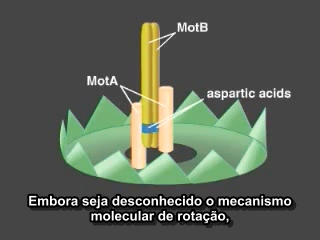 MotB
MotA
aspartic acids
Embora seja desconhecido o mecanismo
molecular de rotação,